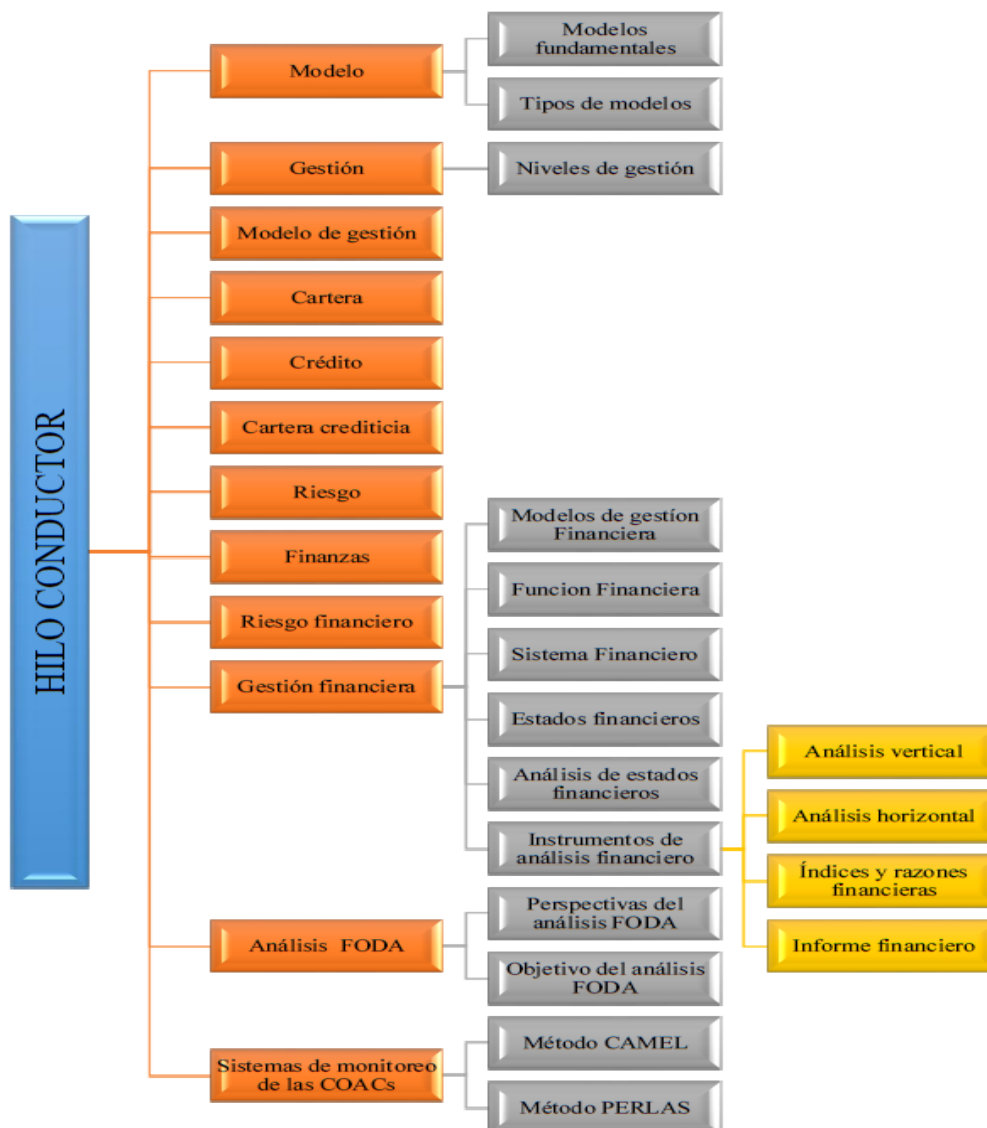 HILO CONDUCTOR
Modelo
Modelos
fundamentales
Tipos de modelos
Gestión
Niveles de gestión
Modelo de gestión
Cartera
Crédito
Cartera crediticia
Riesgo
Finanzas
Riesgo financiero
Gestión financiera
Modelos de gestíon
Financiera
Funcion Financiera
Sistema Financiero
Estados financieros
Análisis de estados
financieros
Instrumentos de
análisis financiero
Análisis vertical
Análisis horizontal
Índices y razones
financieras
Informe financiero
Análisis FODA
Perspectivas del
análisis FODA
Objetivo del análisis
FODA
Sistemas de monitoreo
de las COACs
Método CAMEL
Método PERLAS